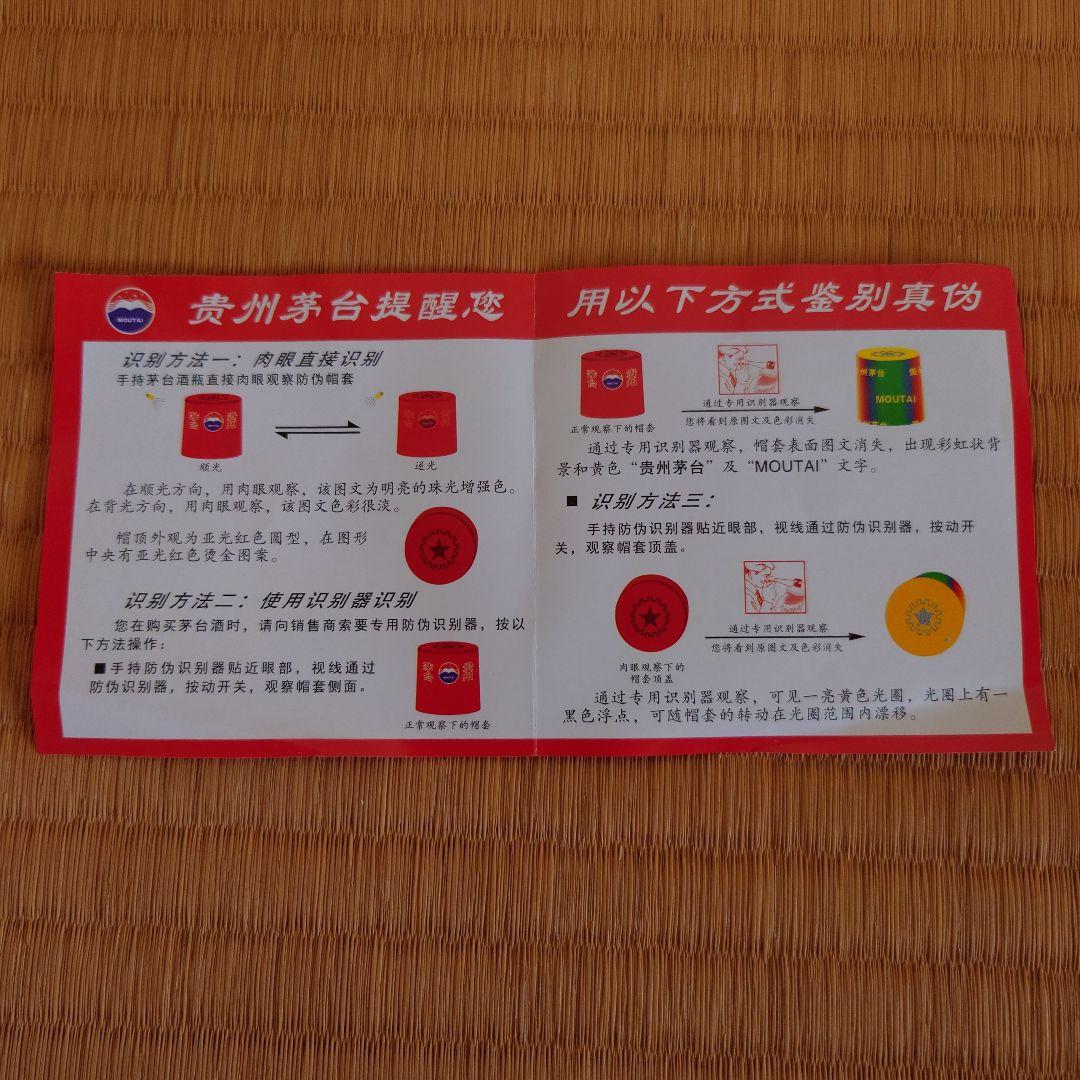 MOUTAI
贵州茅台提醒您
识别方法一：肉眼直接识别
手持茅台酒瓶直接肉眼观察防伪帽套
贵州
茅台
贵州
茅台
顺光
逆光
在顺光方向，用肉眼观察，该图文为明亮的珠光增强色。
在背光方向，用肉眼观察，该图文色彩很淡。
帽顶外观为亚光红色圆型，在图形
中央有亚光红色烫金图案。
识别方法二：使用识别器识别
您在购买茅台酒时，请向销售商索要专用防伪识别器，按以
下方法操作：
■手持防伪识别器贴近眼部，视线通过
防伪识别器，按动开关，观察帽套侧面。
茅台
贵州
正常观察下的帽套
用以下方式鉴别真伪
茅台
贵州
正常观察下的帽套
通过专用识别器观察
您将看到原图文及色彩消失
州茅台
MOUTAI
通过专用识别器观察，帽套表面图文消失，出现彩虹状背
景和黄色“贵州茅台”及“MOUTAI”文字。
■ 识别方法三：
手持防伪识别器贴近眼部，视线通过防伪识别器，按动开
关，观察帽套顶盖。
肉眼观察下的
帽套顶盖
通过专用识别器观察
您将看到原图文及色彩消失
通过专用识别器观察，可见一亮黄色光圈，光圈上有一
黑色浮点，可随帽套的转动在光圈范围内漂移。